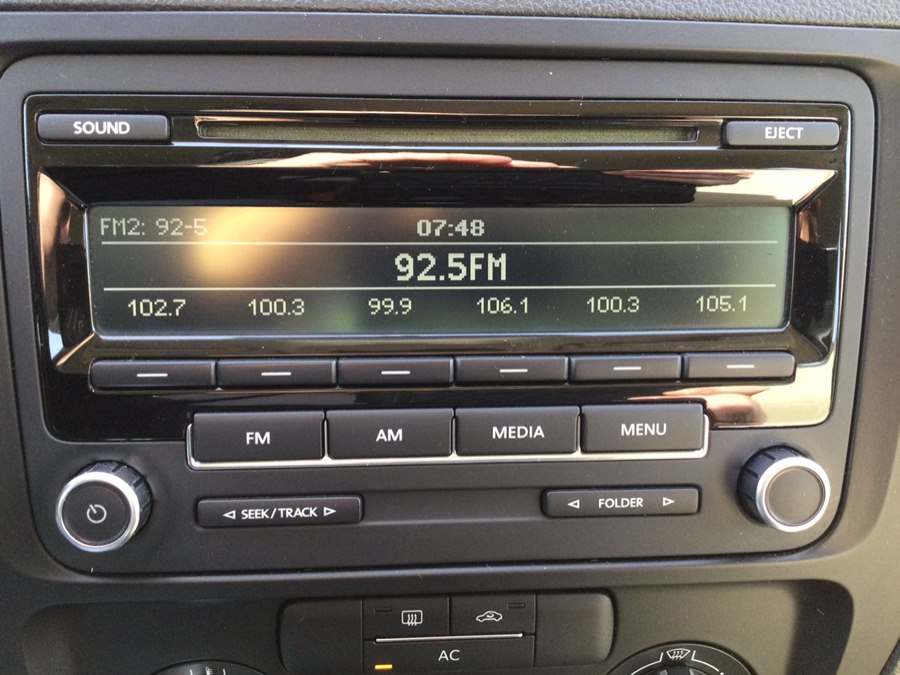 SOUND EJECT
FM2: 92-5 07:48
92.5FM
102.7 100.3 99.9 106.1 100.3 105.1
FM AM MEDIA MENU
SEEK/TRACK FOLDER
AC